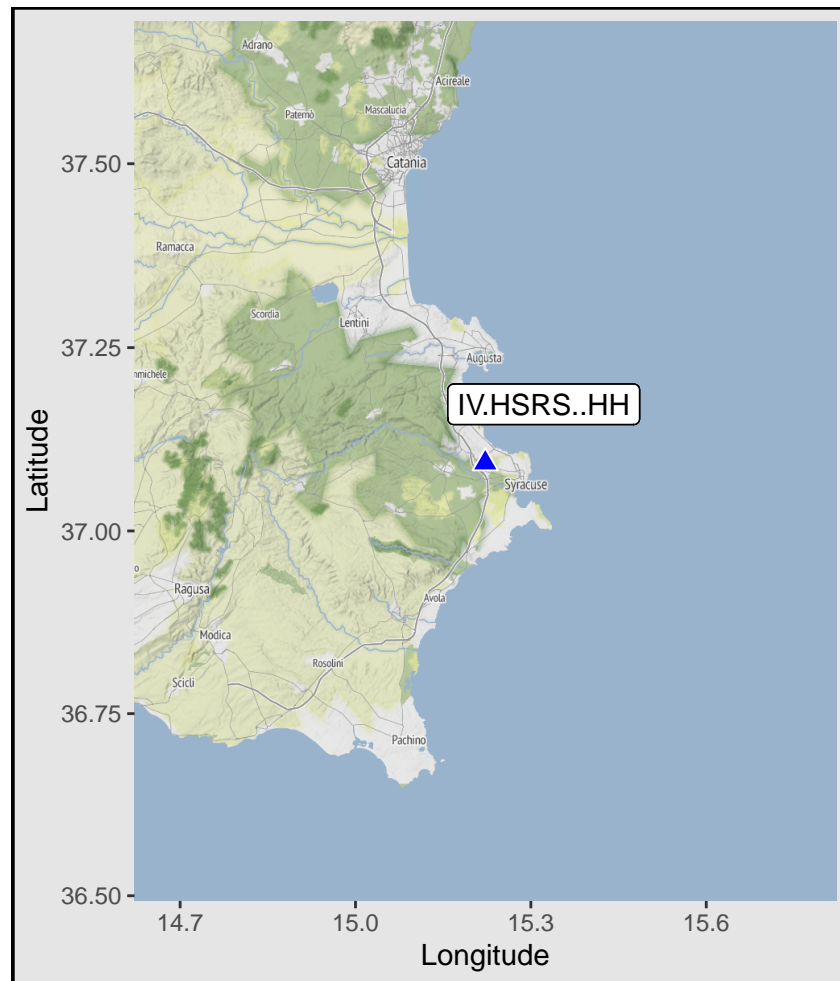 Adrano
Acireale
Paternò
Mascalucia
37.50
Catania
Ramacca
Scordia
Lentini
37.25
Augusta
nmichele
IV.HSRS..HH
Latitude
Syracuse
37.00
o
Ragusa
Avola
Modica
Rosolini
Scicli
36.75
Pachino
36.50
14.7
15.0
15.3
15.6
Longitude